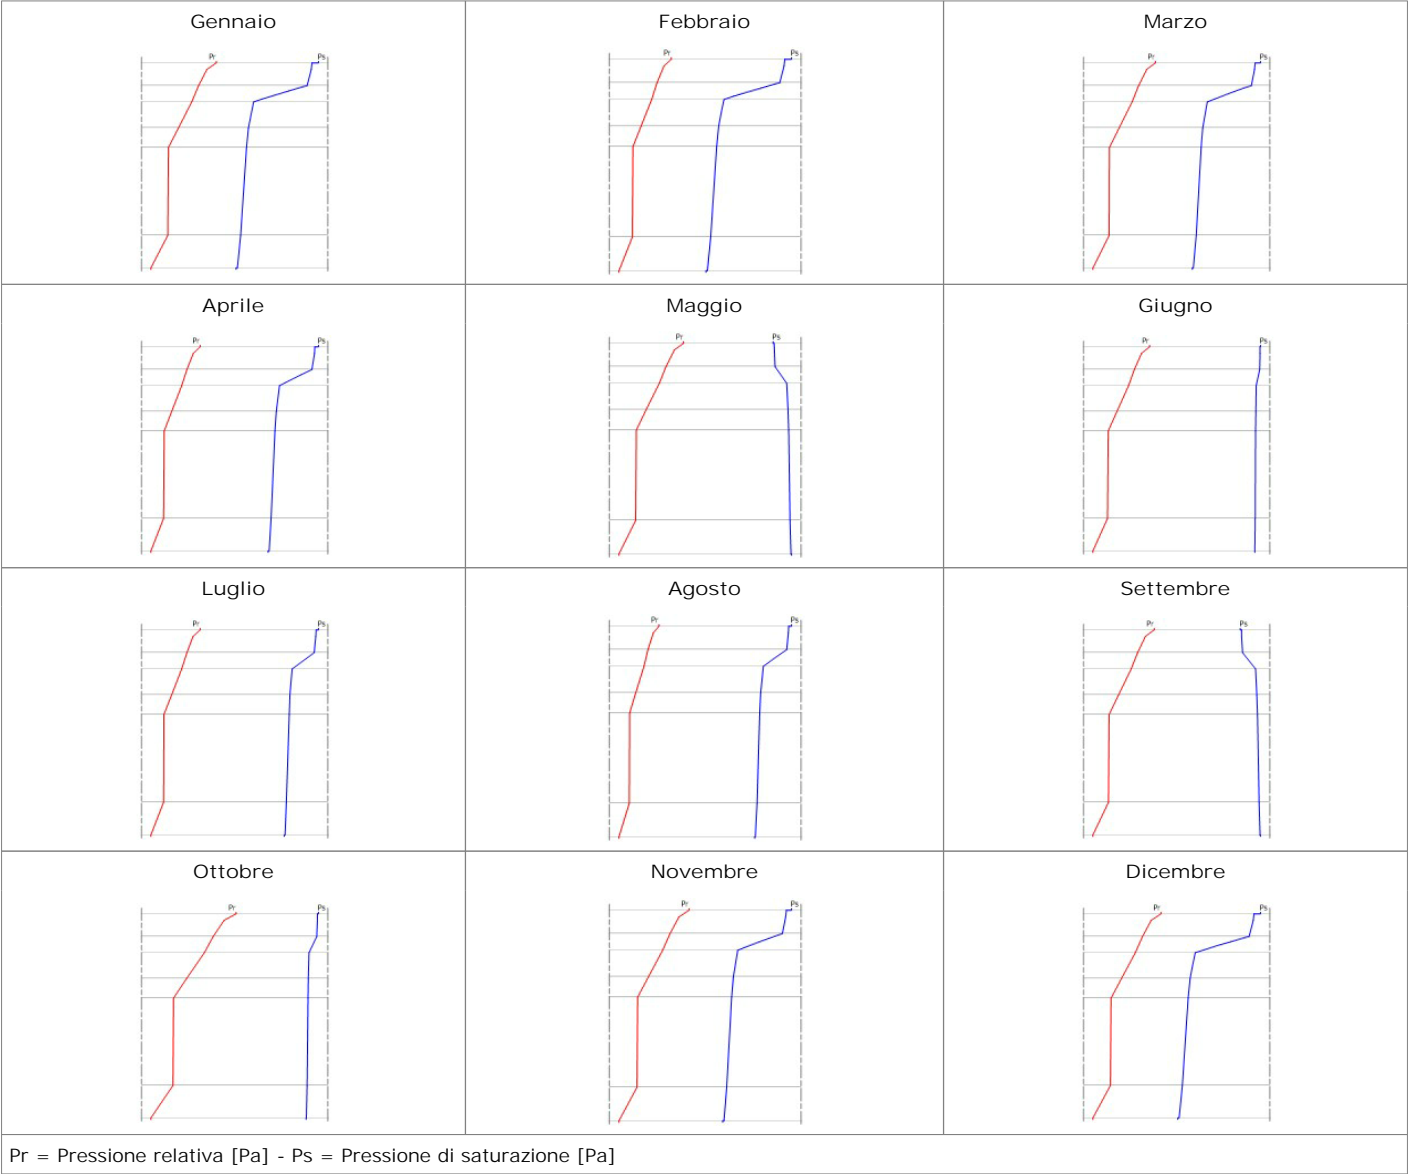 Gennaio
Febbraio
Marzo
Pr
Ps
Pr
Ps
Pr
Ps
Aprile
Maggio
Giugno
Pr
Ps
Pr
Ps
Pr
Ps
Luglio
Agosto
Settembre
Pr
Ps
Pr
Ps
Pr
Ps
Ottobre
Novembre
Dicembre
Pr
Ps
Pr
Ps
Pr
Ps
Pr = Pressione relativa [Pa] - Ps = Pressione di saturazione [Pa]